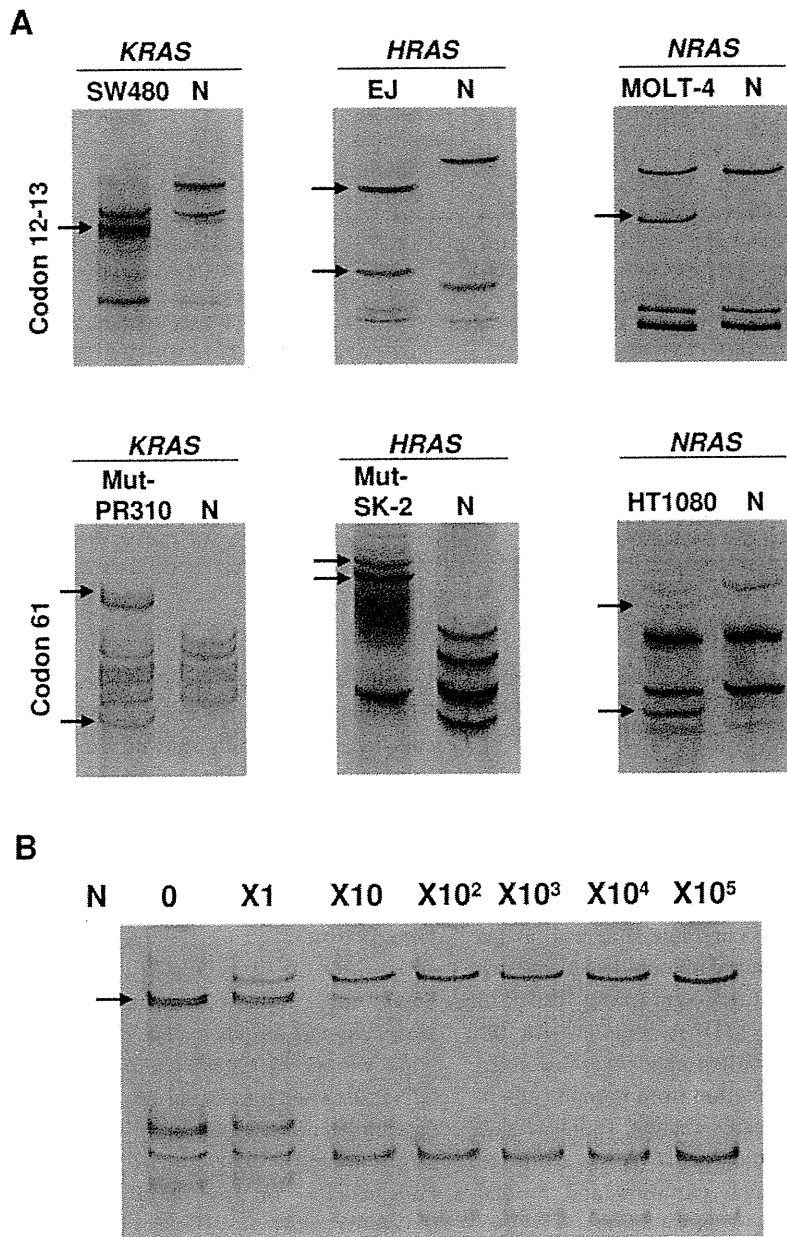 A
KRAS HRAS NRAS
SW480 N EJ N MOLT-4 N
Codon 12-13
KRAS HRAS NRAS
Mut-PR310 N Mut-SK-2 N HT1080 N
Codon 61
B
N 0 X1 X10 X10² X10³ X10⁴ X10⁵